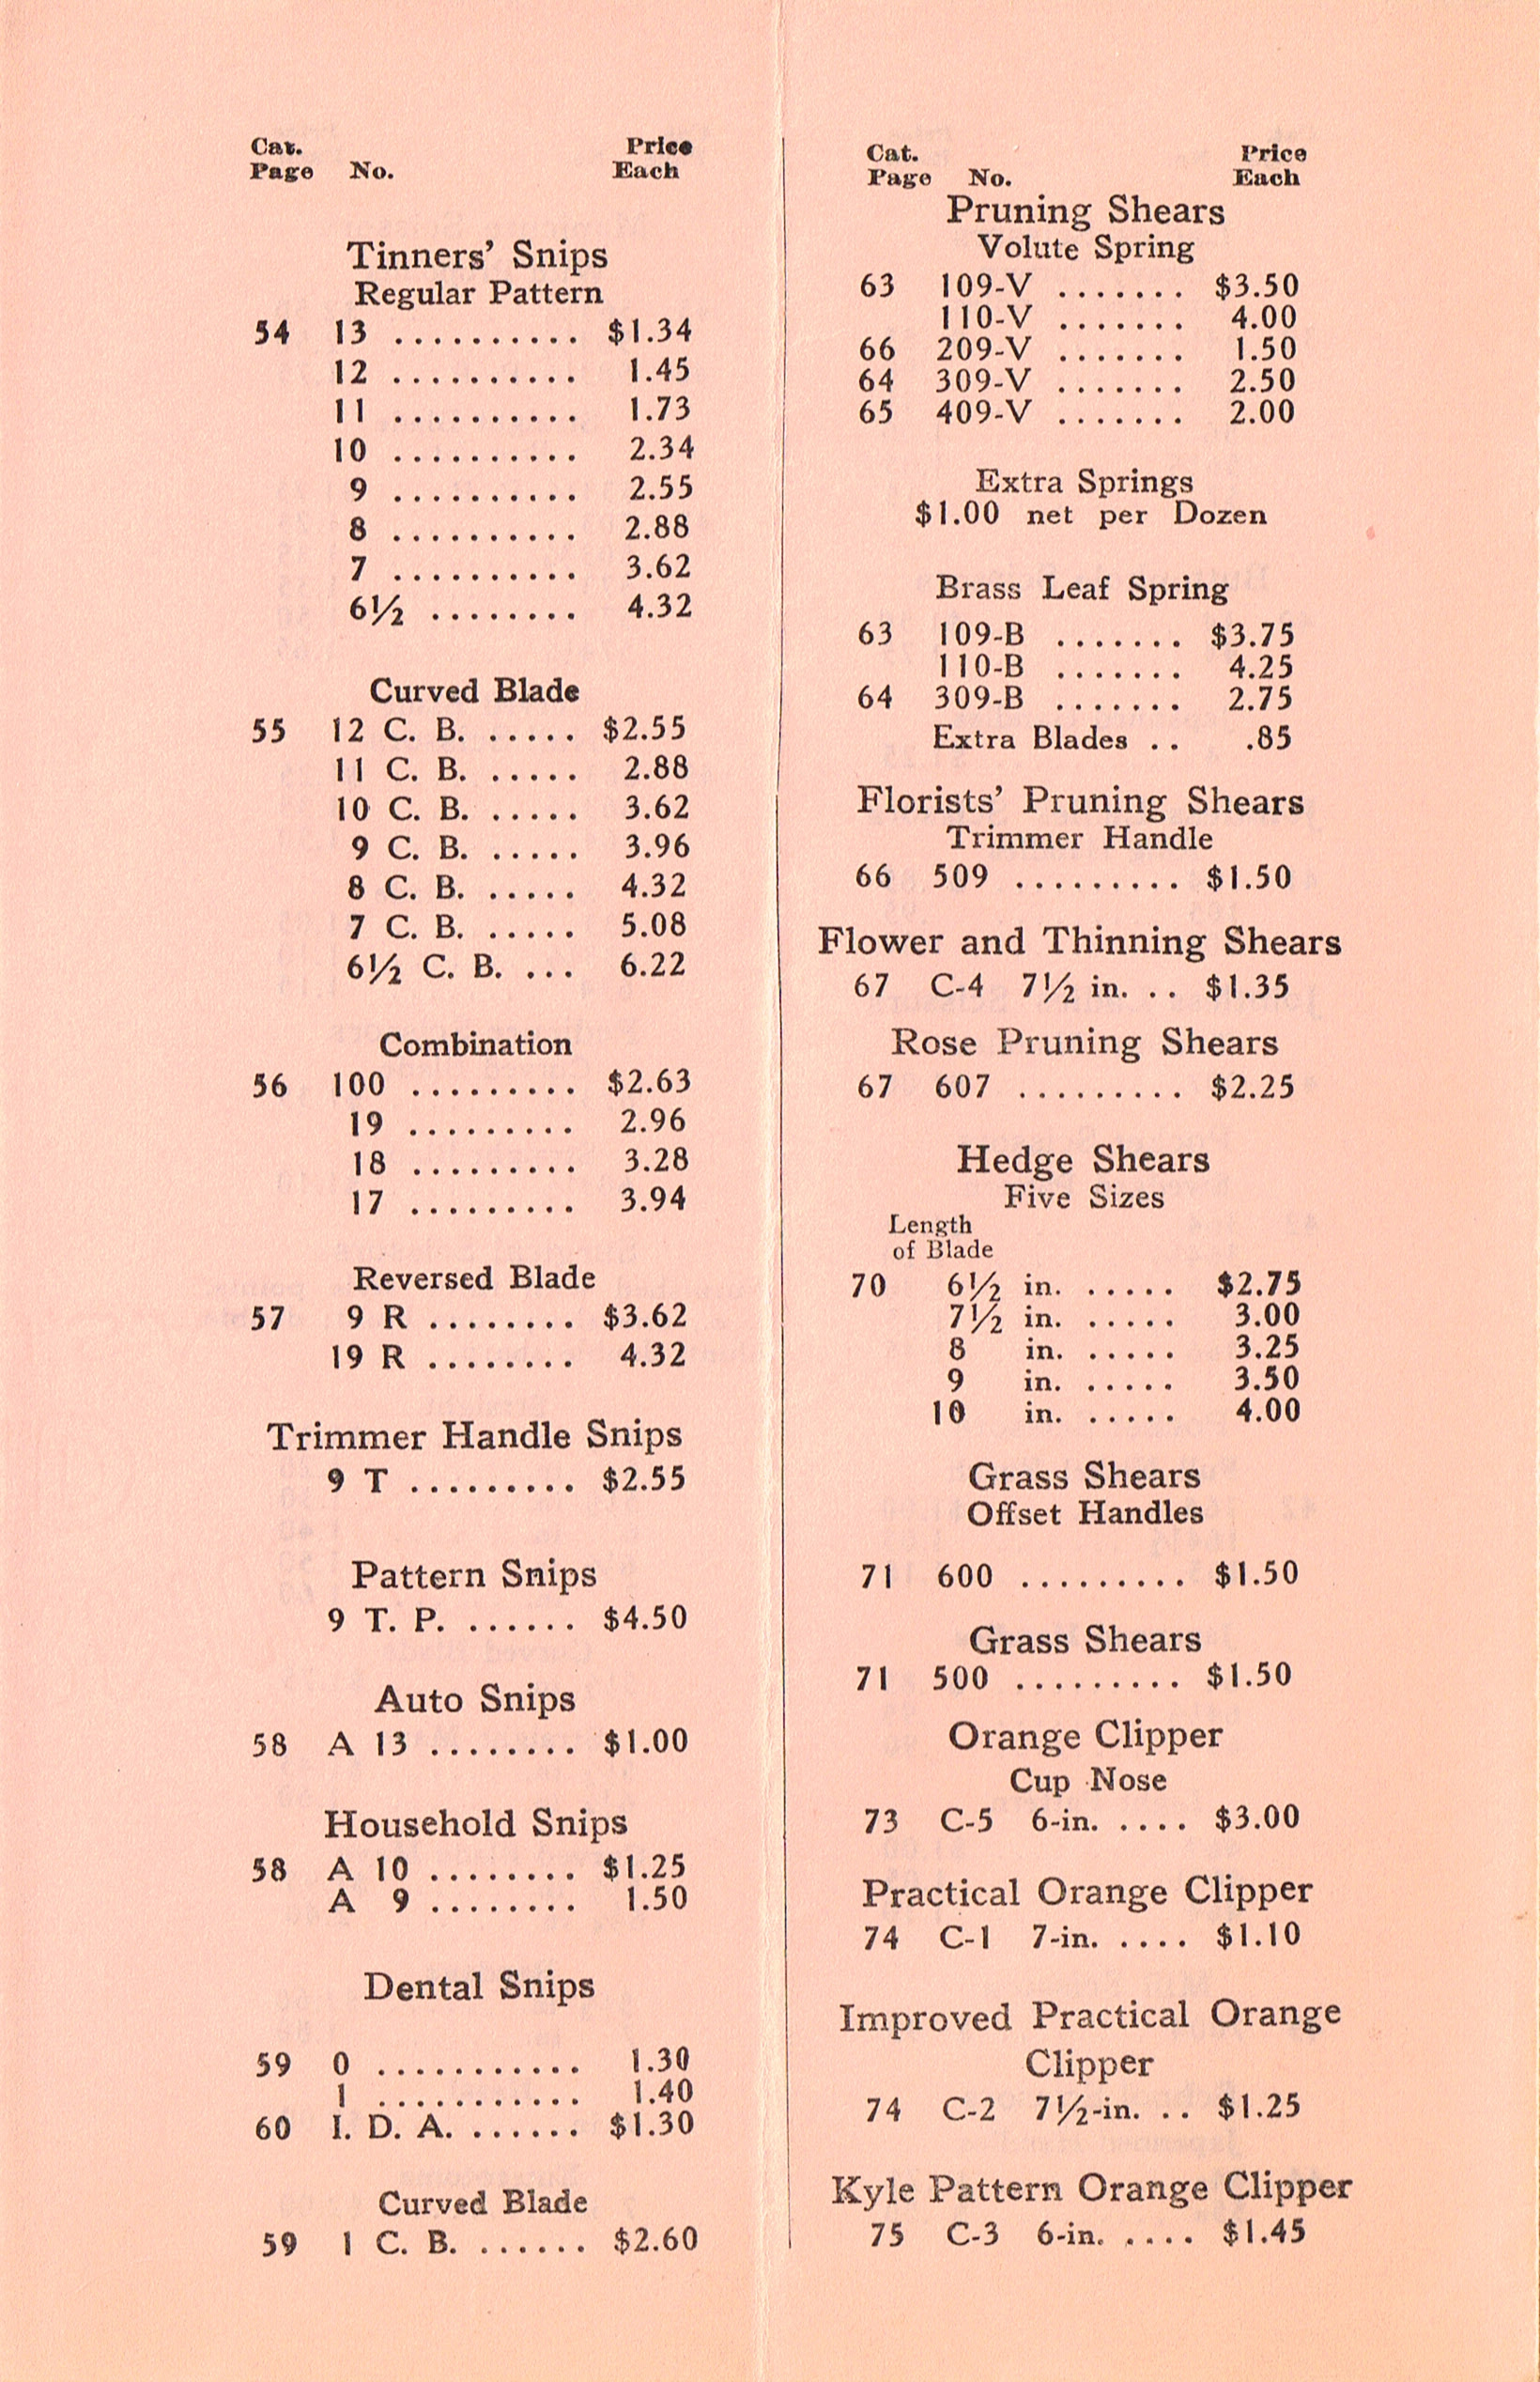 Cat. Price
Page No. Each
Tinners' Snips
Regular Pattern
54 13 .......... $1.34
12 .......... 1.45
11 .......... 1.73
10 .......... 2.34
9 .......... 2.55
8 .......... 2.88
7 .......... 3.62
6½ ........ 4.32
Curved Blade
55 12 C. B. ..... $2.55
11 C. B. ..... 2.88
10 C. B. ..... 3.62
9 C. B. ..... 3.96
8 C. B. ..... 4.32
7 C. B. ..... 5.08
6½ C. B. ... 6.22
Combination
56 100 ......... $2.63
19 ......... 2.96
18 ......... 3.28
17 ......... 3.94
Reversed Blade
57 9 R ........ $3.62
19 R ........ 4.32
Trimmer Handle Snips
9 T ......... $2.55
Pattern Snips
9 T. P. ...... $4.50
Auto Snips
58 A 13 ........ $1.00
Household Snips
58 A 10 ........ $1.25
A 9 ........ 1.50
Dental Snips
59 0 ........... 1.30
1 ........... 1.40
60 I. D. A. ...... $1.30
Curved Blade
59 1 C. B. ...... $2.60
Cat. Price
Page No. Each
Pruning Shears
Volute Spring
63 109-V ....... $3.50
110-V ....... 4.00
66 209-V ....... 1.50
64 309-V ....... 2.50
65 409-V ....... 2.00
Extra Springs
$1.00 net per Dozen
Brass Leaf Spring
63 109-B ....... $3.75
110-B ....... 4.25
64 309-B ....... 2.75
Extra Blades .. .85
Florists' Pruning Shears
Trimmer Handle
66 509 ......... $1.50
Flower and Thinning Shears
67 C-4 7½ in. .. $1.35
Rose Pruning Shears
67 607 ......... $2.25
Hedge Shears
Five Sizes
Length
of Blade
70 6½ in. ..... $2.75
7½ in. ..... 3.00
8 in. ..... 3.25
9 in. ..... 3.50
10 in. ..... 4.00
Grass Shears
Offset Handles
71 600 ......... $1.50
Grass Shears
71 500 ......... $1.50
Orange Clipper
Cup Nose
73 C-5 6-in. .... $3.00
Practical Orange Clipper
74 C-1 7-in. .... $1.10
Improved Practical Orange
Clipper
74 C-2 7½-in. .. $1.25
Kyle Pattern Orange Clipper
75 C-3 6-in. .... $1.45